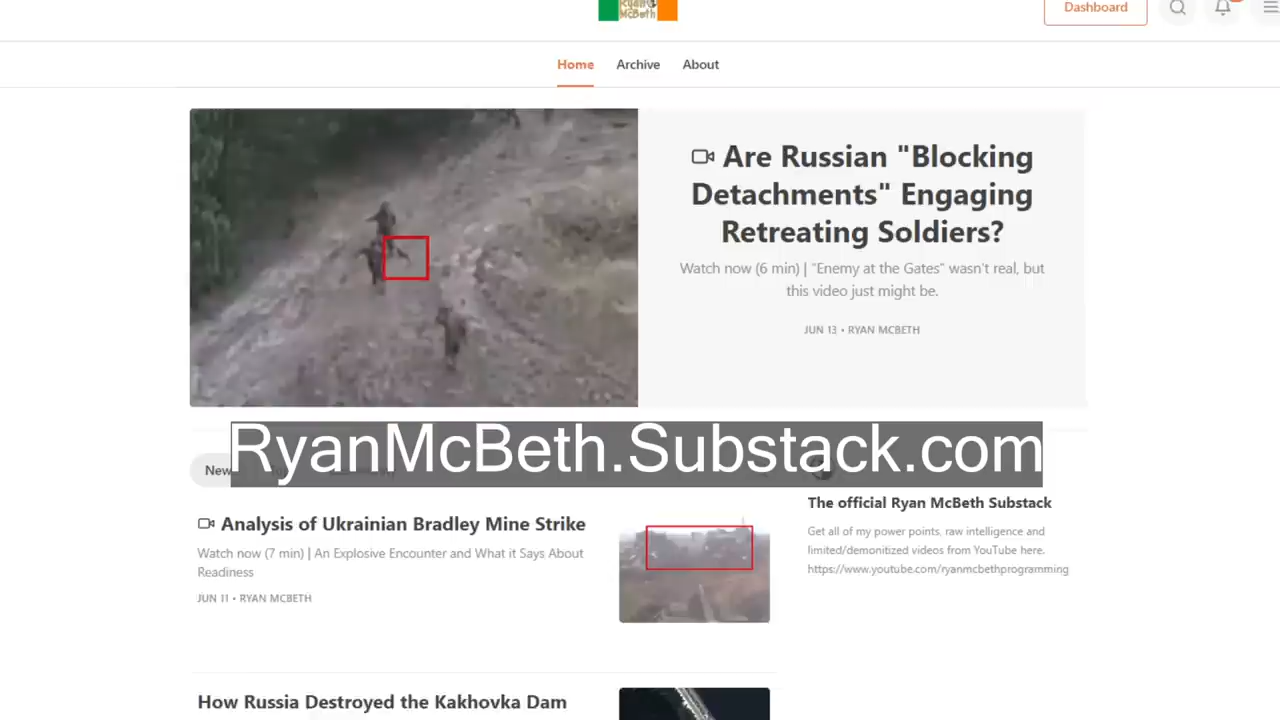 Ryan
McBeth
Dashboard
Home
Archive
About
Are Russian "Blocking
Detachments" Engaging
Retreating Soldiers?
Watch now (6 min) | "Enemy at the Gates" wasn't real, but
this video just might be.
JUN 13 • RYAN MCBETH
RyanMcBeth.Substack.com
New
Analysis of Ukrainian Bradley Mine Strike
Watch now (7 min) | An Explosive Encounter and What it Says About
Readiness
JUN 11 • RYAN MCBETH
The official Ryan McBeth Substack
Get all of my power points, raw intelligence and
limited/demonitized videos from YouTube here.
https://www.youtube.com/ryanmcbethprogramming
How Russia Destroyed the Kakhovka Dam